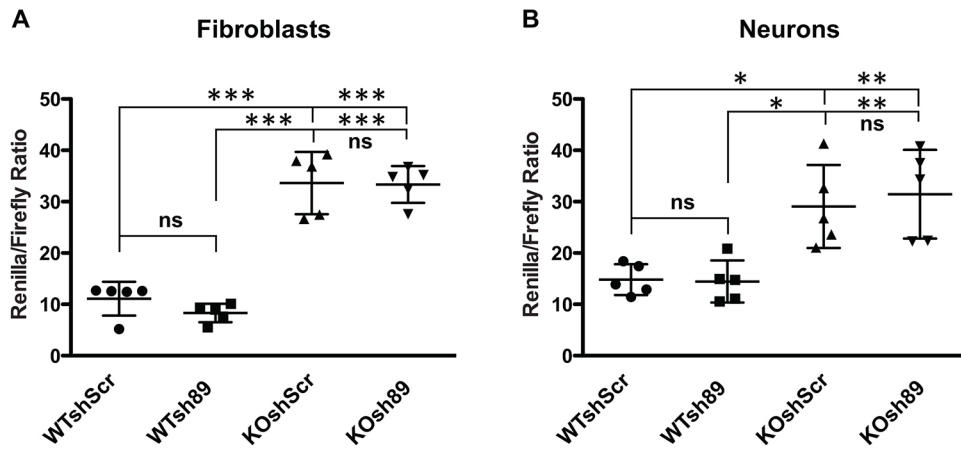 A
Fibroblasts
Renilla/Firefly Ratio
50
40
30
20
10
0
*** ***
*** ***
ns
ns
WTshScr
WTsh89
KOshScr
KOsh89
B
Neurons
Renilla/Frefly Ratio
50
40
30
20
10
0
* **
* **
ns
ns
WTshScr
WTsh89
KOshScr
KOsh89